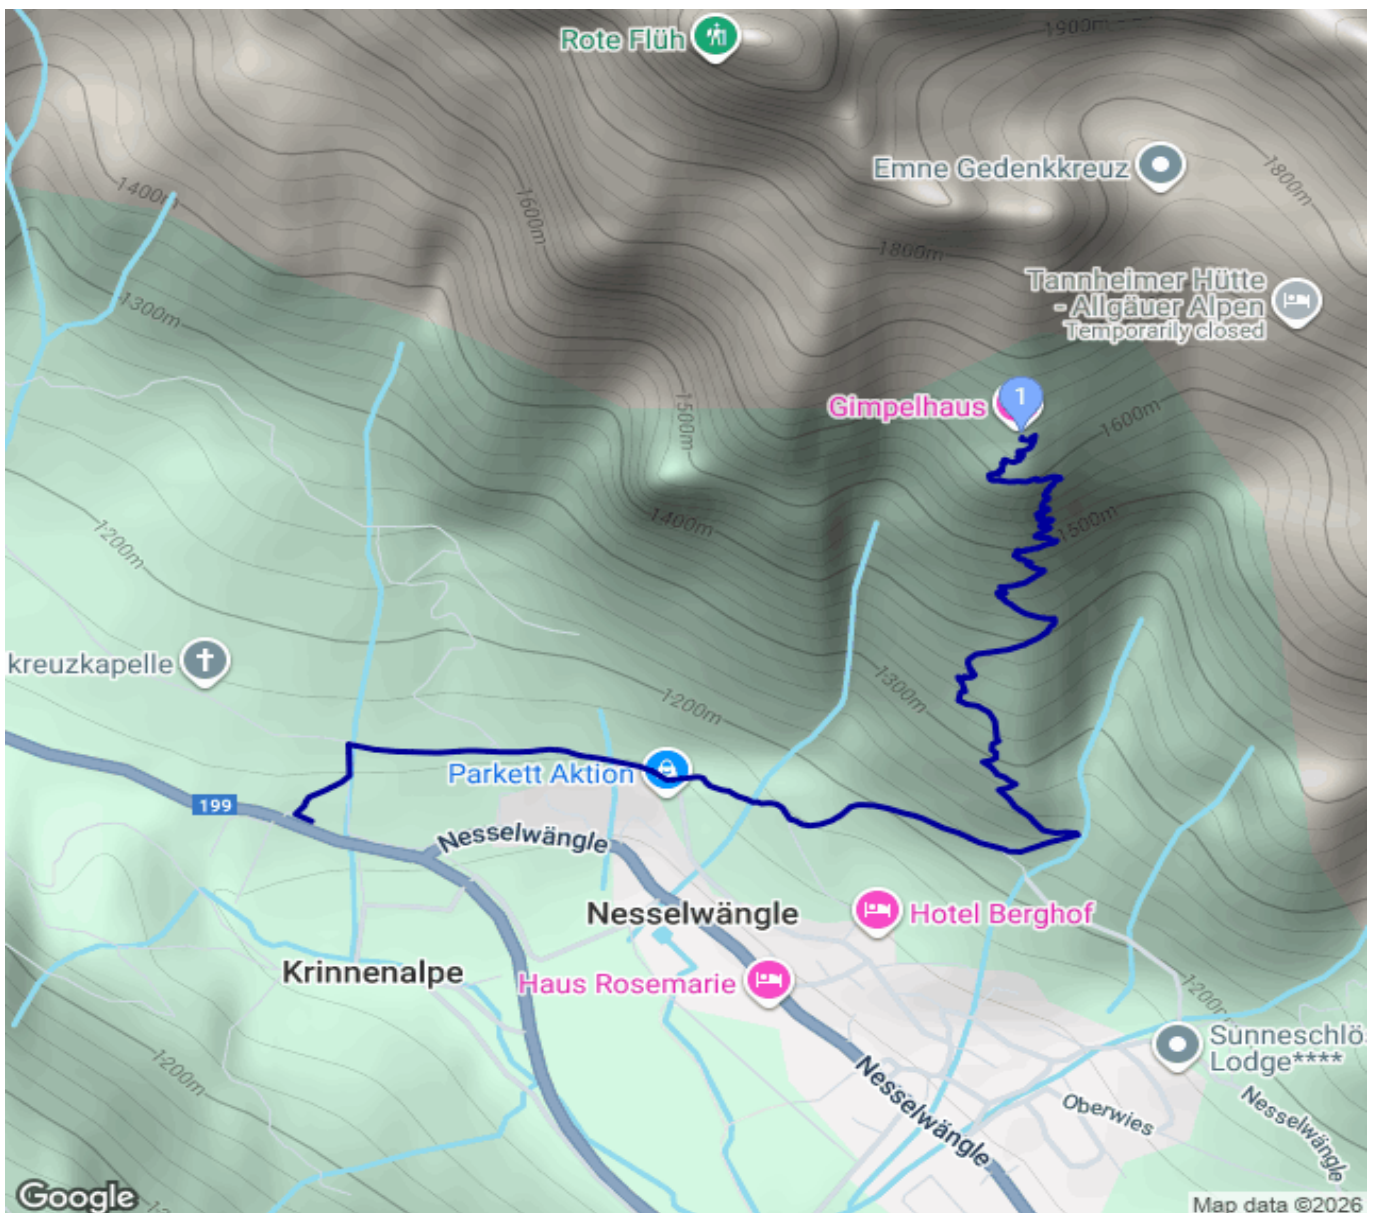 1900m
Rote Flüh
Emne Gedenkkreuz
1800m
1400m
1600m
1800m
Tannheimer Hütte
- Allgäuer Alpen
Temporarily closed
1300m
1
Gimpelhaus
1600m
1500m
1400m
1500m
1200m
kreuzkapelle
1300m
1200m
Parkett Aktion
199
Nesselwängle
Nesselwängle
Hotel Berghof
Krinnenalpe
Haus Rosemarie
1200m
Sunneschlös
Lodge****
1200m
Nesselwängle
Oberwies
Nesselwängle
Google
Map data ©2026